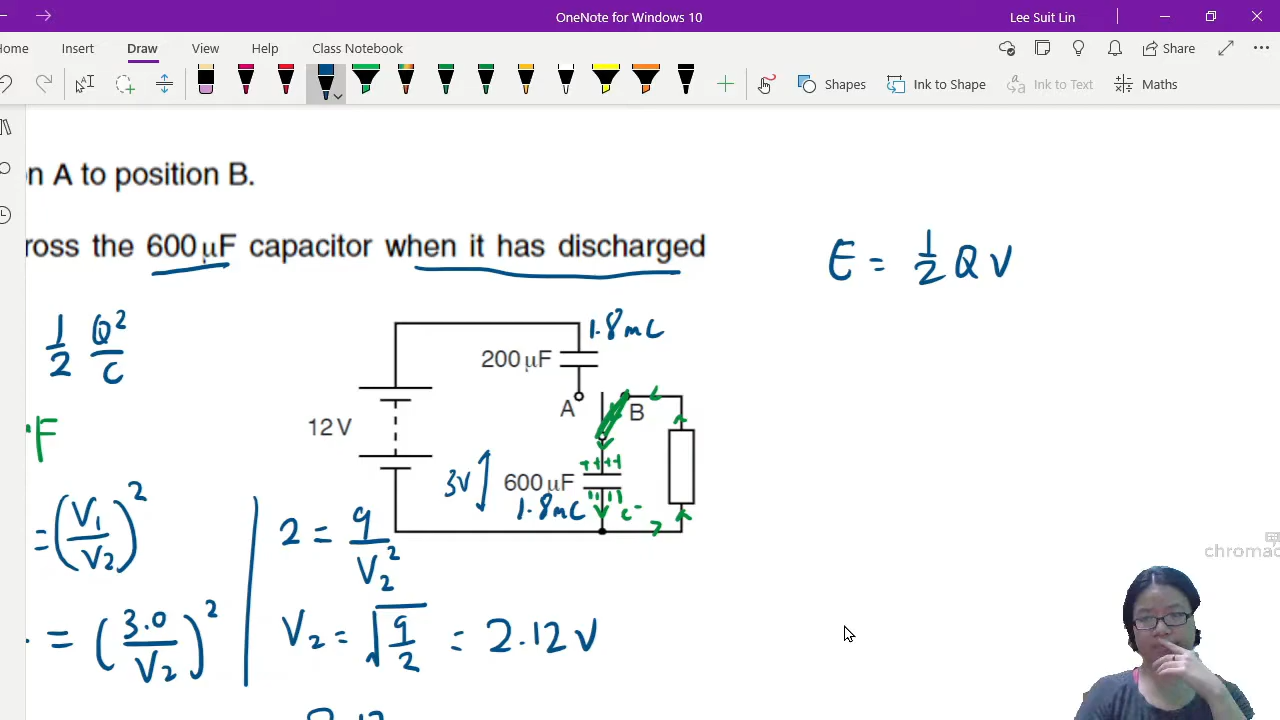 OneNote for Windows 10
Lee Suit Lin
Home Insert Draw View Help Class Notebook
Share
Shapes
Ink to Shape
Ink to Text
Maths
n A to position B.
ross the 600 μF capacitor when it has discharged
E = 1/2 Q V
1/2 Q²/C
1.8 mC
200 μF
A
B
12 V
F
3V
600 μF
++++
1.8 mC
e⁻
= (V₁/V₂)²
2 = 9/V₂²
= (3.0/V₂)²
V₂ = √(9/2) = 2.12 V
2.12
chromac